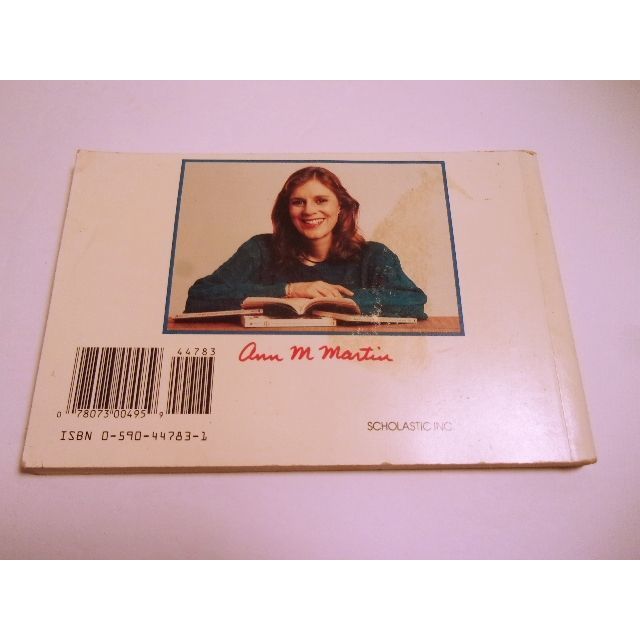 Ann M Martin
44783
0 78073 00495 9
ISBN 0-590-44783-1
SCHOLASTIC INC.